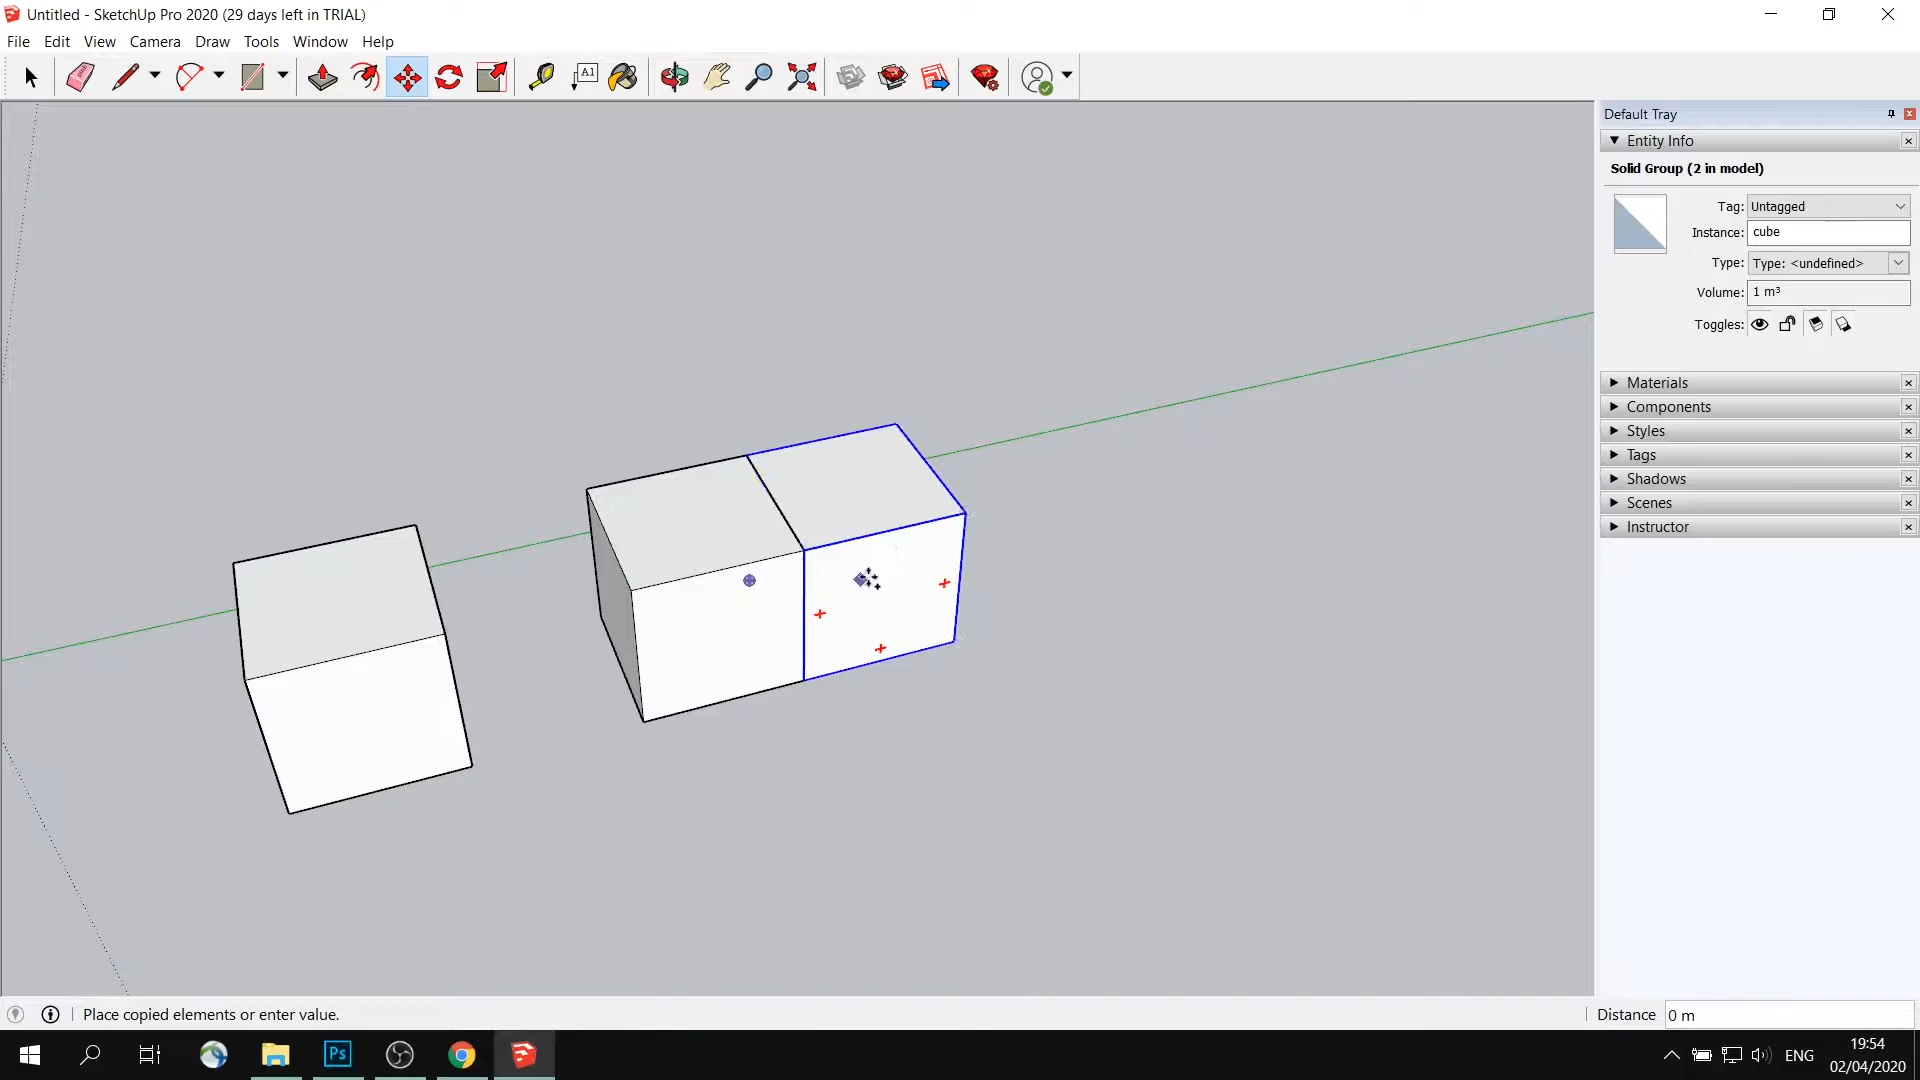 Untitled - SketchUp Pro 2020 (29 days left in TRIAL)
File Edit View Camera Draw Tools Window Help
A1
Default Tray
Entity Info
Solid Group (2 in model)
Tag: Untagged
Instance: cube
Type: Type: <undefined>
Volume: 1 m³
Toggles:
Materials
Components
Styles
Tags
Shadows
Scenes
Instructor
Place copied elements or enter value.
Distance 0 m
Ps
ENG
19:54
02/04/2020